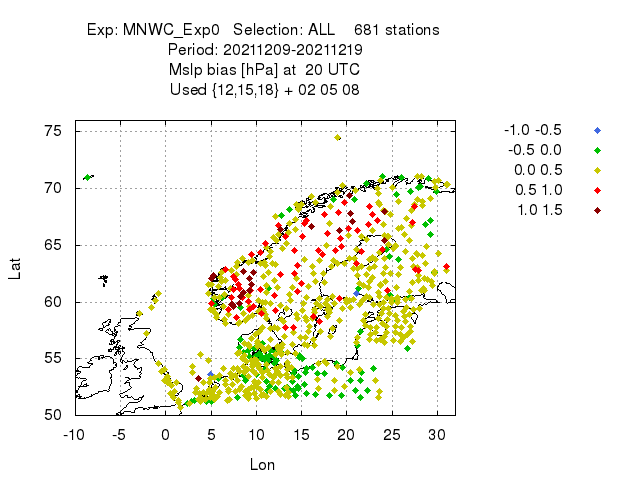 Exp: MNWC_Exp0 Selection: ALL 681 stations
Period: 20211209-20211219
Mslp bias [hPa] at 20 UTC
Used {12,15,18} + 02 05 08
-1.0 -0.5
-0.5 0.0
0.0 0.5
0.5 1.0
1.0 1.5
75
70
65
60
55
50
Lat
-10 -5 0 5 10 15 20 25 30
Lon